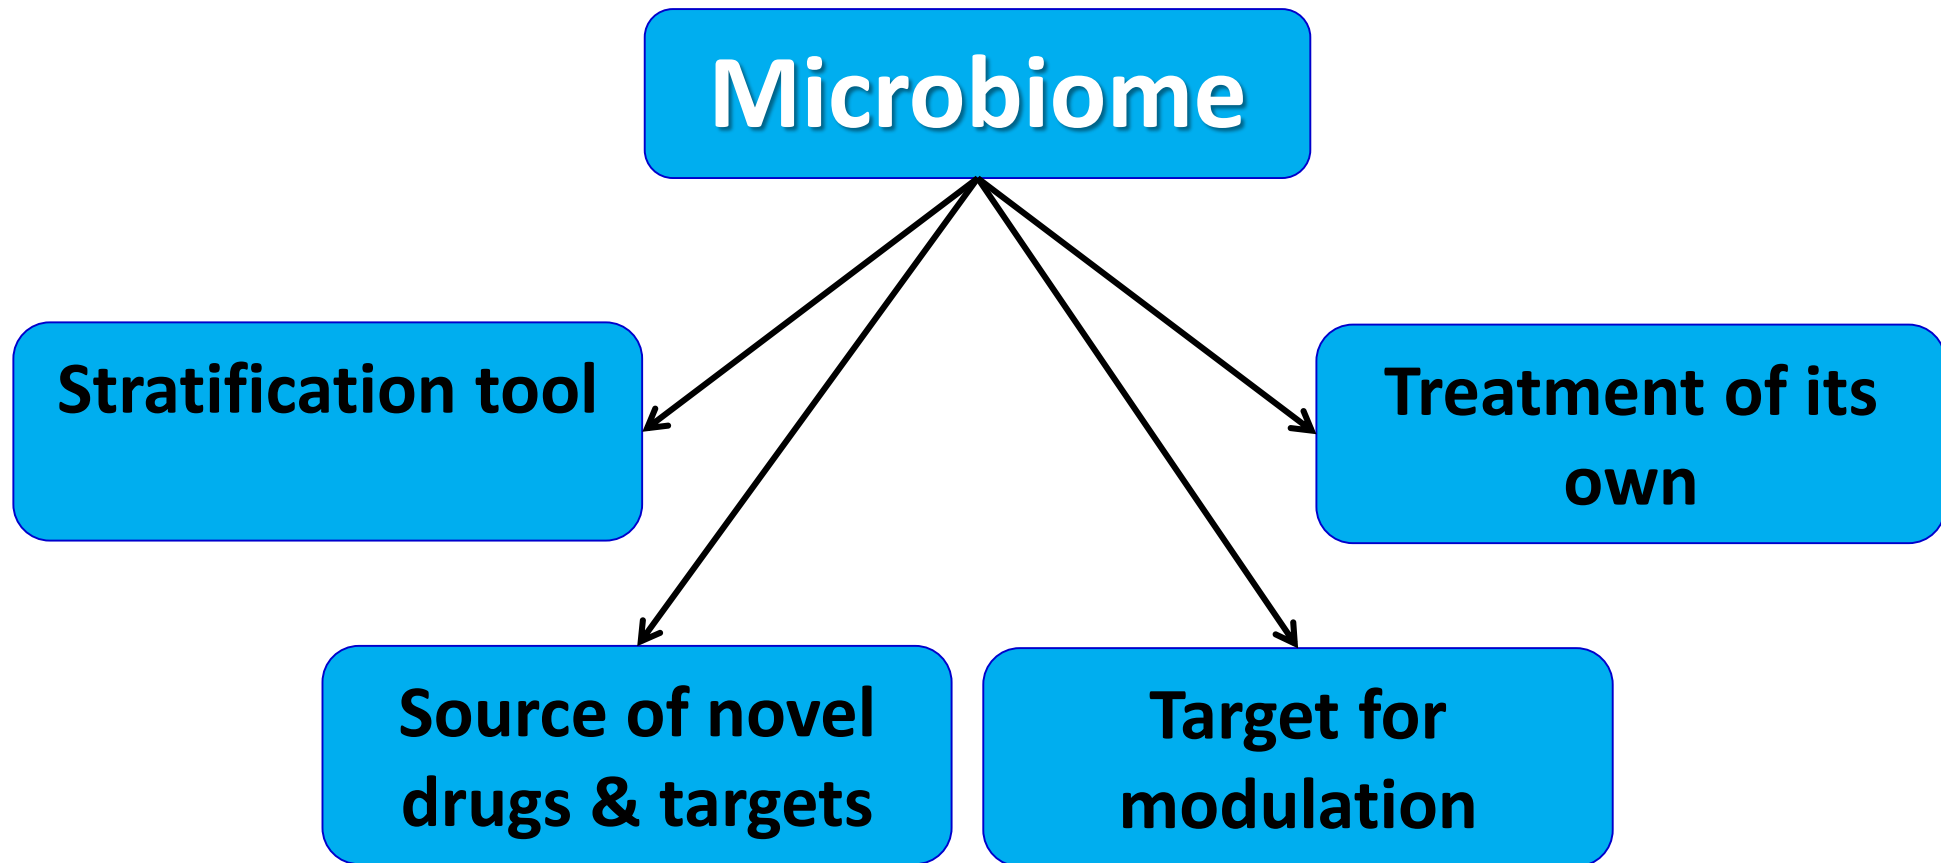 Microbiome
Stratification tool
Treatment of its
own
Source of novel
drugs & targets
Target for
modulation